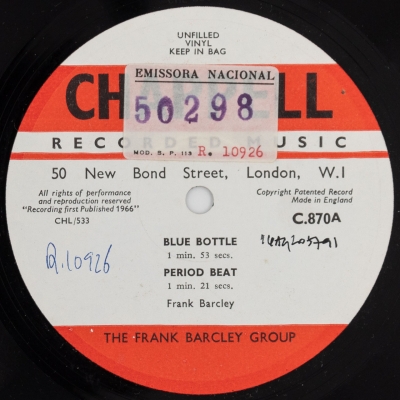 UNFILLED
VINYL
KEEP IN BAG
EMISSORA NACIONAL
50298
MOD. S. P. 113 R. 10926
RECORDED MUSIC
50 New Bond Street, London, W.I
All rights of performance
and reproduction reserved
"Recording first Published 1966"
CHL/533
Copyright Patented Record
Made in England
C.870A
R.10926
BLUE BOTTLE
1 min. 53 secs.
PERIOD BEAT
1 min. 21 secs.
Frank Barcley
THE FRANK BARCLEY GROUP